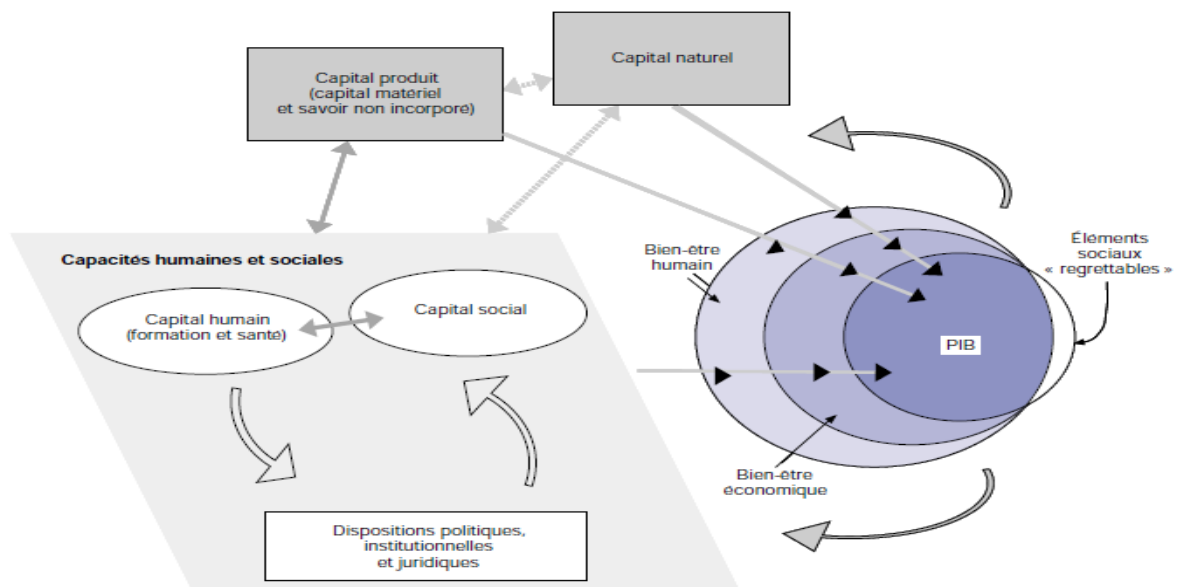 Capital produit
(capital matériel
et savoir non incorporé)
Capital naturel
Capacités humaines et sociales
Capital humain
(formation et santé)
Capital social
Dispositions politiques,
institutionnelles
et juridiques
Bien-être
humain
Éléments
sociaux
« regrettables »
PIB
Bien-être
économique